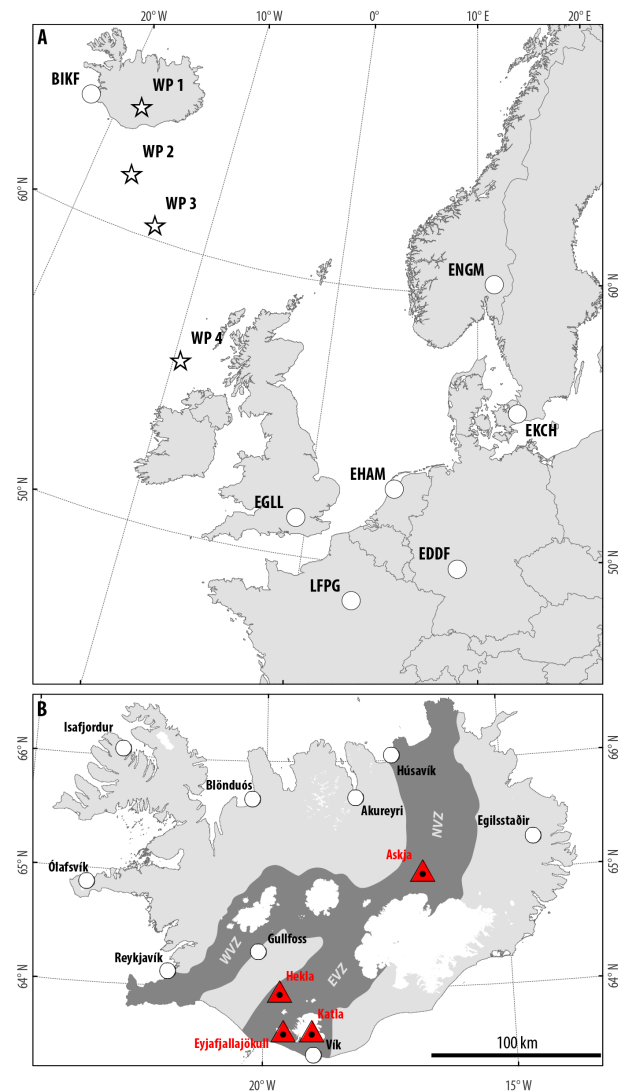 20° W
10° W
0°
10° E
20° E
A
BIKF
WP 1
WP 2
60° N
WP 3
ENGM
60° N
WP 4
EKCH
EHAM
50° N
EGLL
EDDF
50° N
LFPG
B
Isafjordur
66° N
66° N
Húsavík
Blönduós
Akureyri
NVZ
Egilsstaðir
Askja
65° N
65° N
Ólafsvík
Gullfoss
WVZ
Reykjavík
EVZ
64° N
64° N
Hekla
Katla
Eyjafjallajökull
Vík
100 km
20° W
15° W